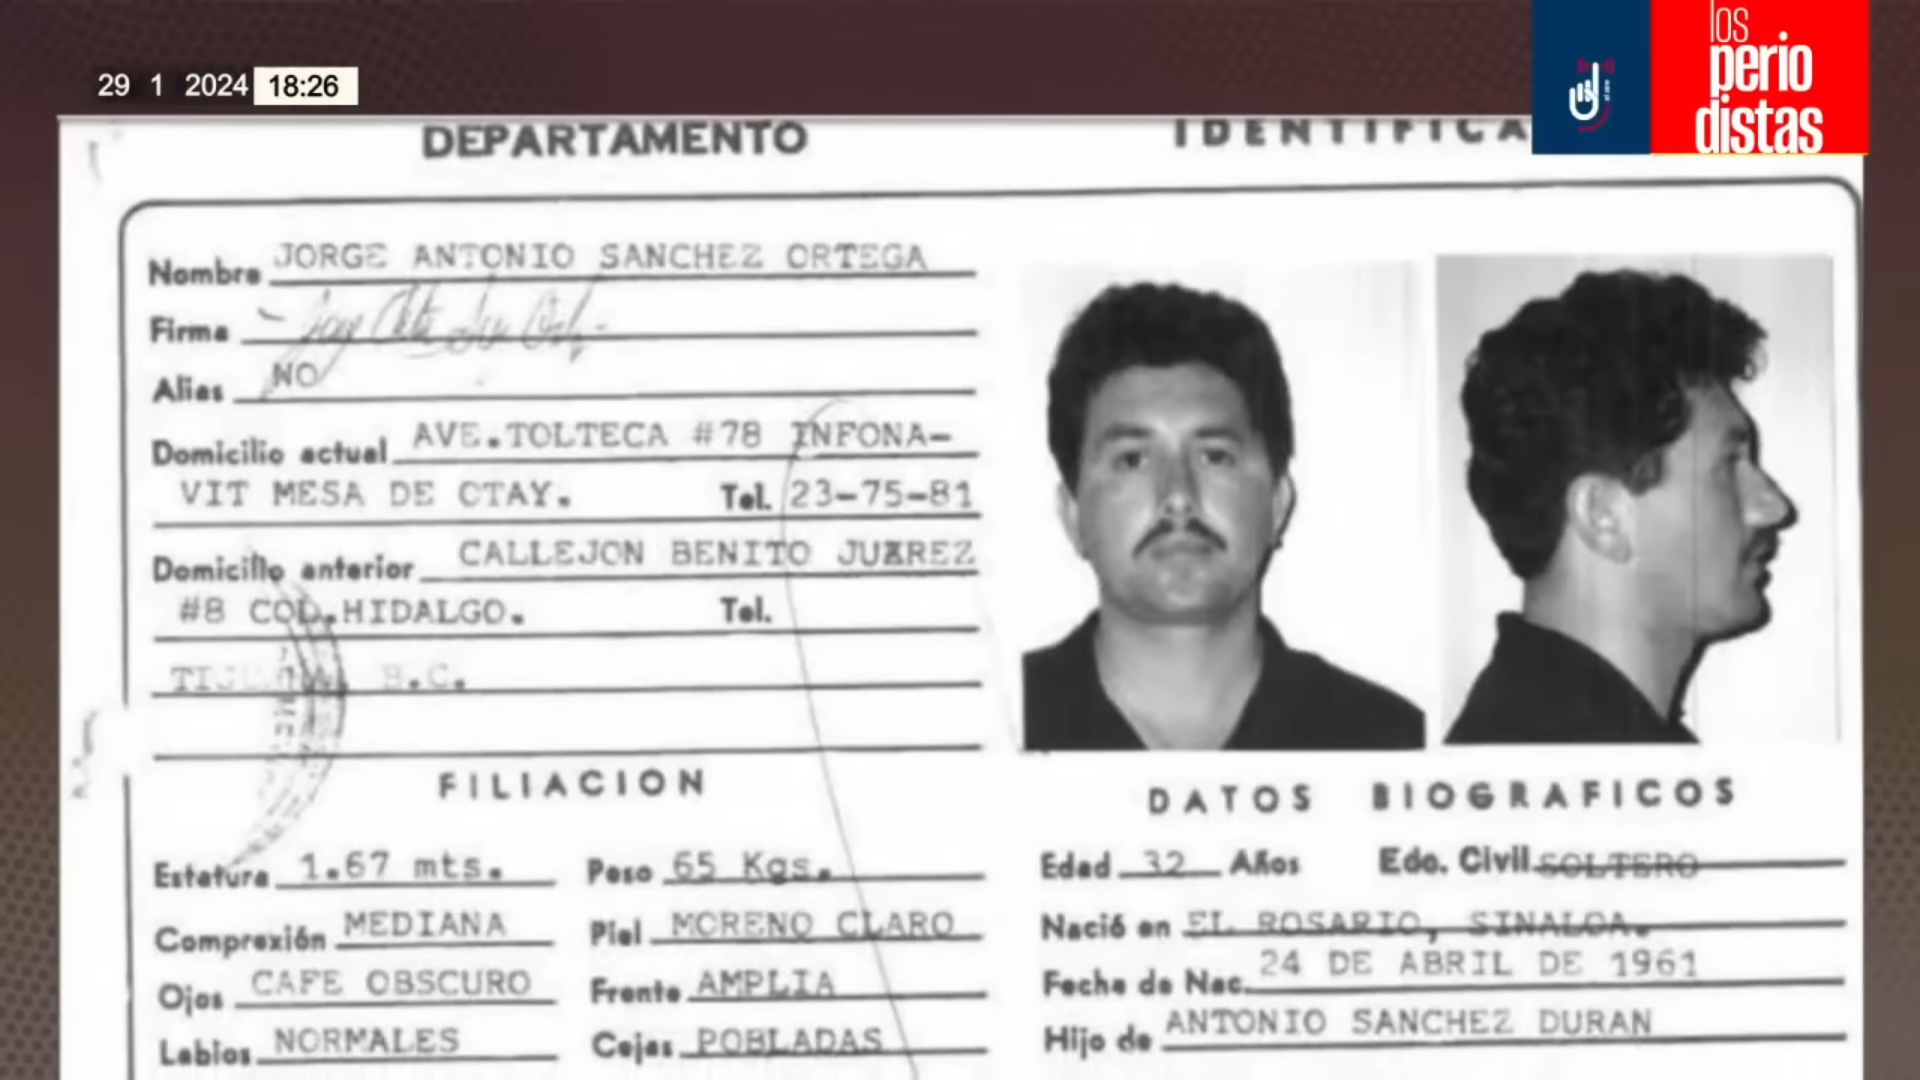 29 1 2024 18:26
los
perio
distas
DEPARTAMENTO
IDENTIFICA
Nombre JORGE ANTONIO SANCHEZ ORTEGA
Firma
Alias NO
Domicilio actual AVE.TOLTECA #78 INFONA-
VIT MESA DE OTAY. Tel. 23-75-81
Domicilio anterior CALLEJON BENITO JUAREZ
#8 COL.HIDALGO. Tel.
TIJUANA B.C.
FILIACION
Estatura 1.67 mts. Peso 65 Kgs.
Complexión MEDIANA Piel MORENO CLARO
Ojos CAFE OBSCURO Frente AMPLIA
Labios NORMALES Cejas POBLADAS
DATOS BIOGRAFICOS
Edad 32 Años Edo. Civil SOLTERO
Nació en EL ROSARIO, SINALOA.
Fecha de Nac. 24 DE ABRIL DE 1961
Hijo de ANTONIO SANCHEZ DURAN